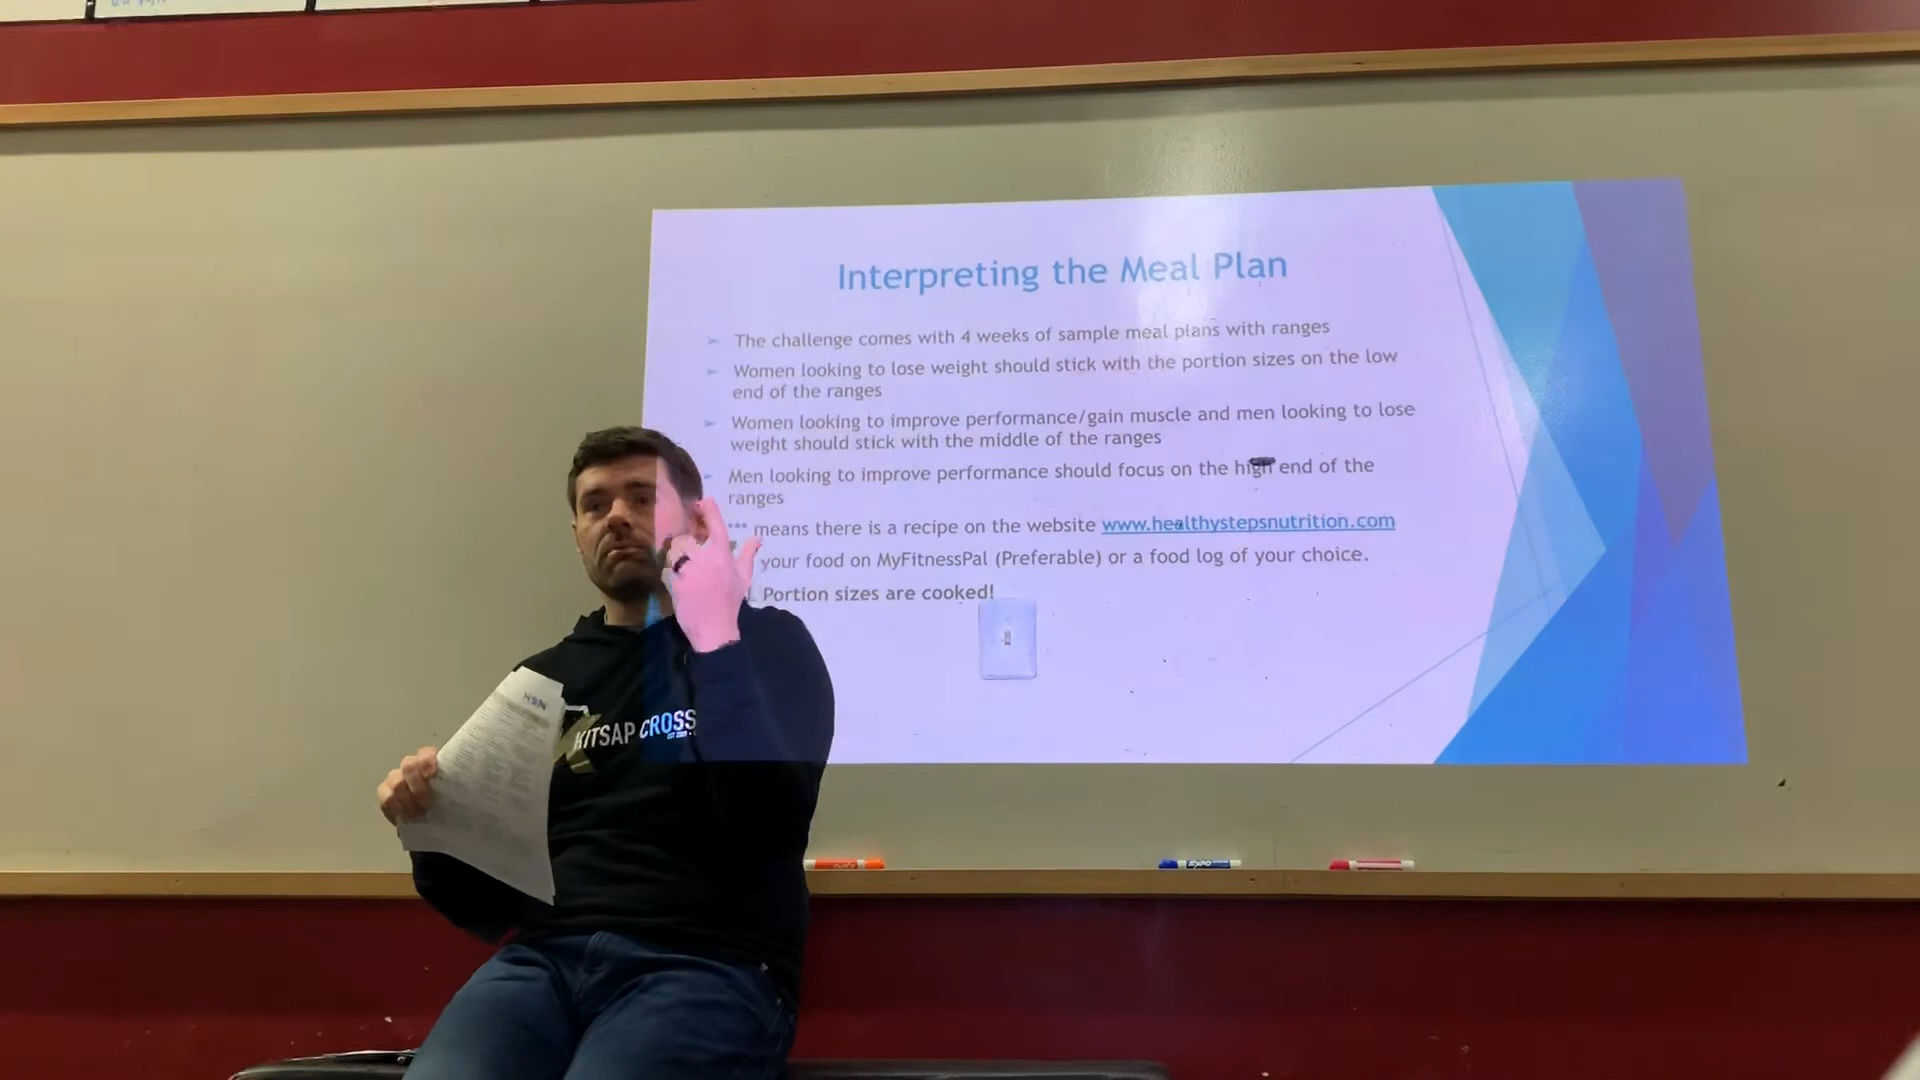 Interpreting the Meal Plan
The challenge comes with 4 weeks of sample meal plans with ranges
Women looking to lose weight should stick with the portion sizes on the low
end of the ranges
Women looking to improve performance/gain muscle and men looking to lose
weight should stick with the middle of the ranges
Men looking to improve performance should focus on the high end of the
ranges
*** means there is a recipe on the website www.healthystepsnutrition.com
your food on MyFitnessPal (Preferable) or a food log of your choice.
Portion sizes are cooked!
HSN
KITSAP CROSS
EXPO